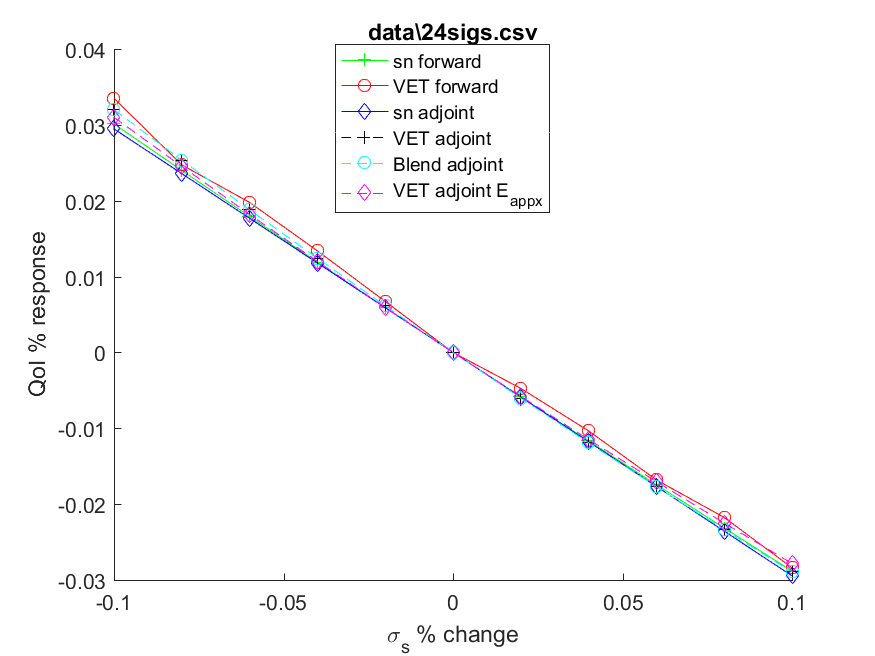 data\24sigs.csv
sn forward
VET forward
sn adjoint
VET adjoint
Blend adjoint
VET adjoint E_appx
0.04
0.03
0.02
0.01
0
-0.01
-0.02
-0.03
QoI % response
-0.1
-0.05
0
0.05
0.1
σ_s % change